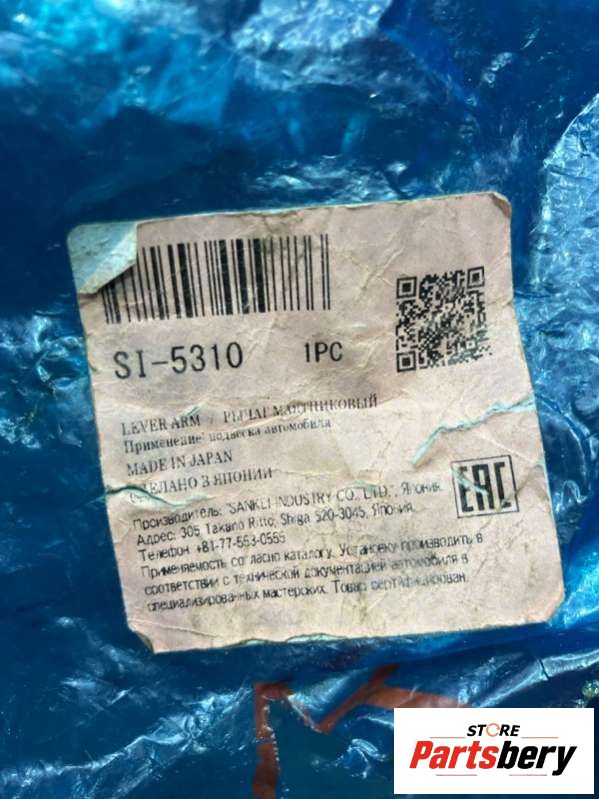 SI-5310 1PC
LEVER ARM / РЫЧАГ МАЯТНИКОВЫЙ
Применение: подвеска автомобиля
MADE IN JAPAN
СДЕЛАНО В ЯПОНИИ
Производитель: "SANKEI INDUSTRY CO., LTD.", Япония.
Адрес: 305 Takano Ritto, Shiga 520-3045, Япония.
Телефон +81-77-553-0555
Применяемость согласно каталогу. Установку производить в
соответствии с технической документацией автомобиля в
специализированных мастерских. Товар сертифицирован.
EAC
STORE
Partsbery